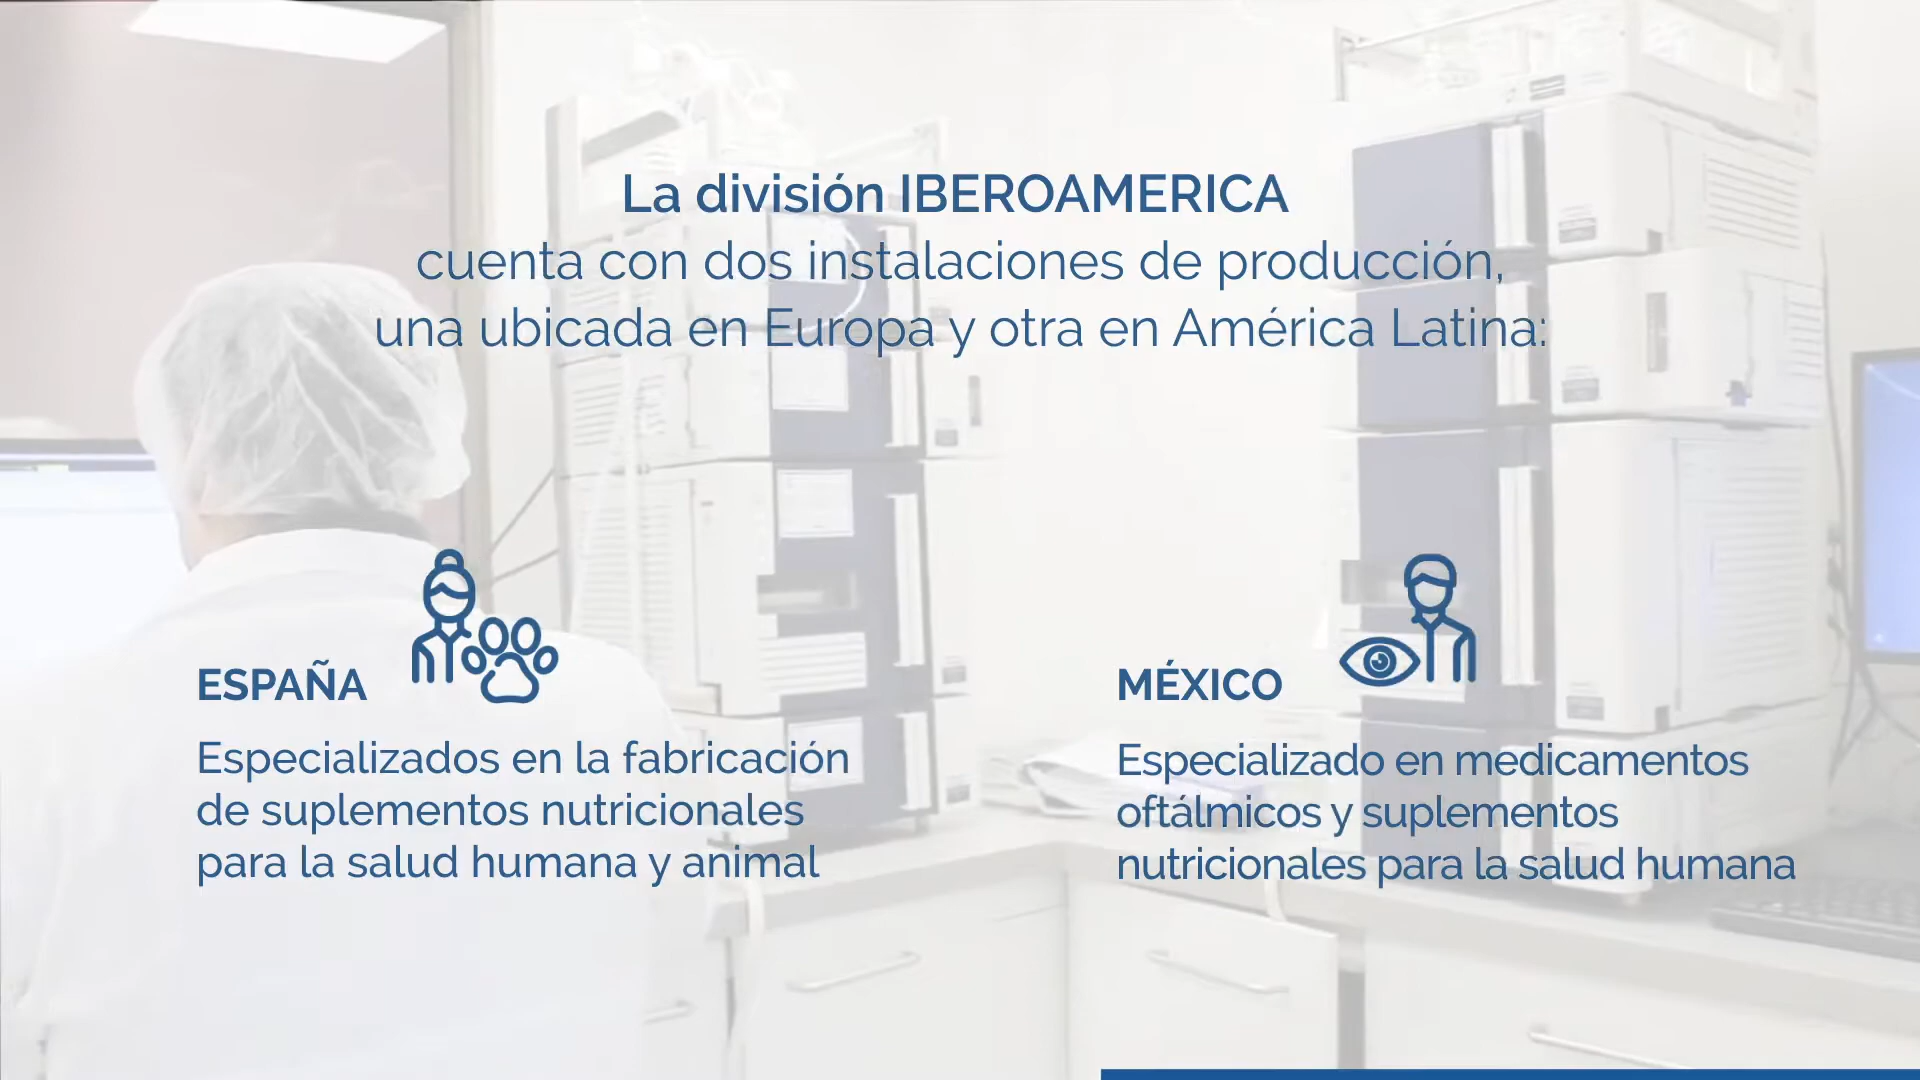 La división IBEROAMERICA
cuenta con dos instalaciones de producción,
una ubicada en Europa y otra en América Latina:
ESPAÑA
Especializados en la fabricación
de suplementos nutricionales
para la salud humana y animal
MÉXICO
Especializado en medicamentos
oftálmicos y suplementos
nutricionales para la salud humana